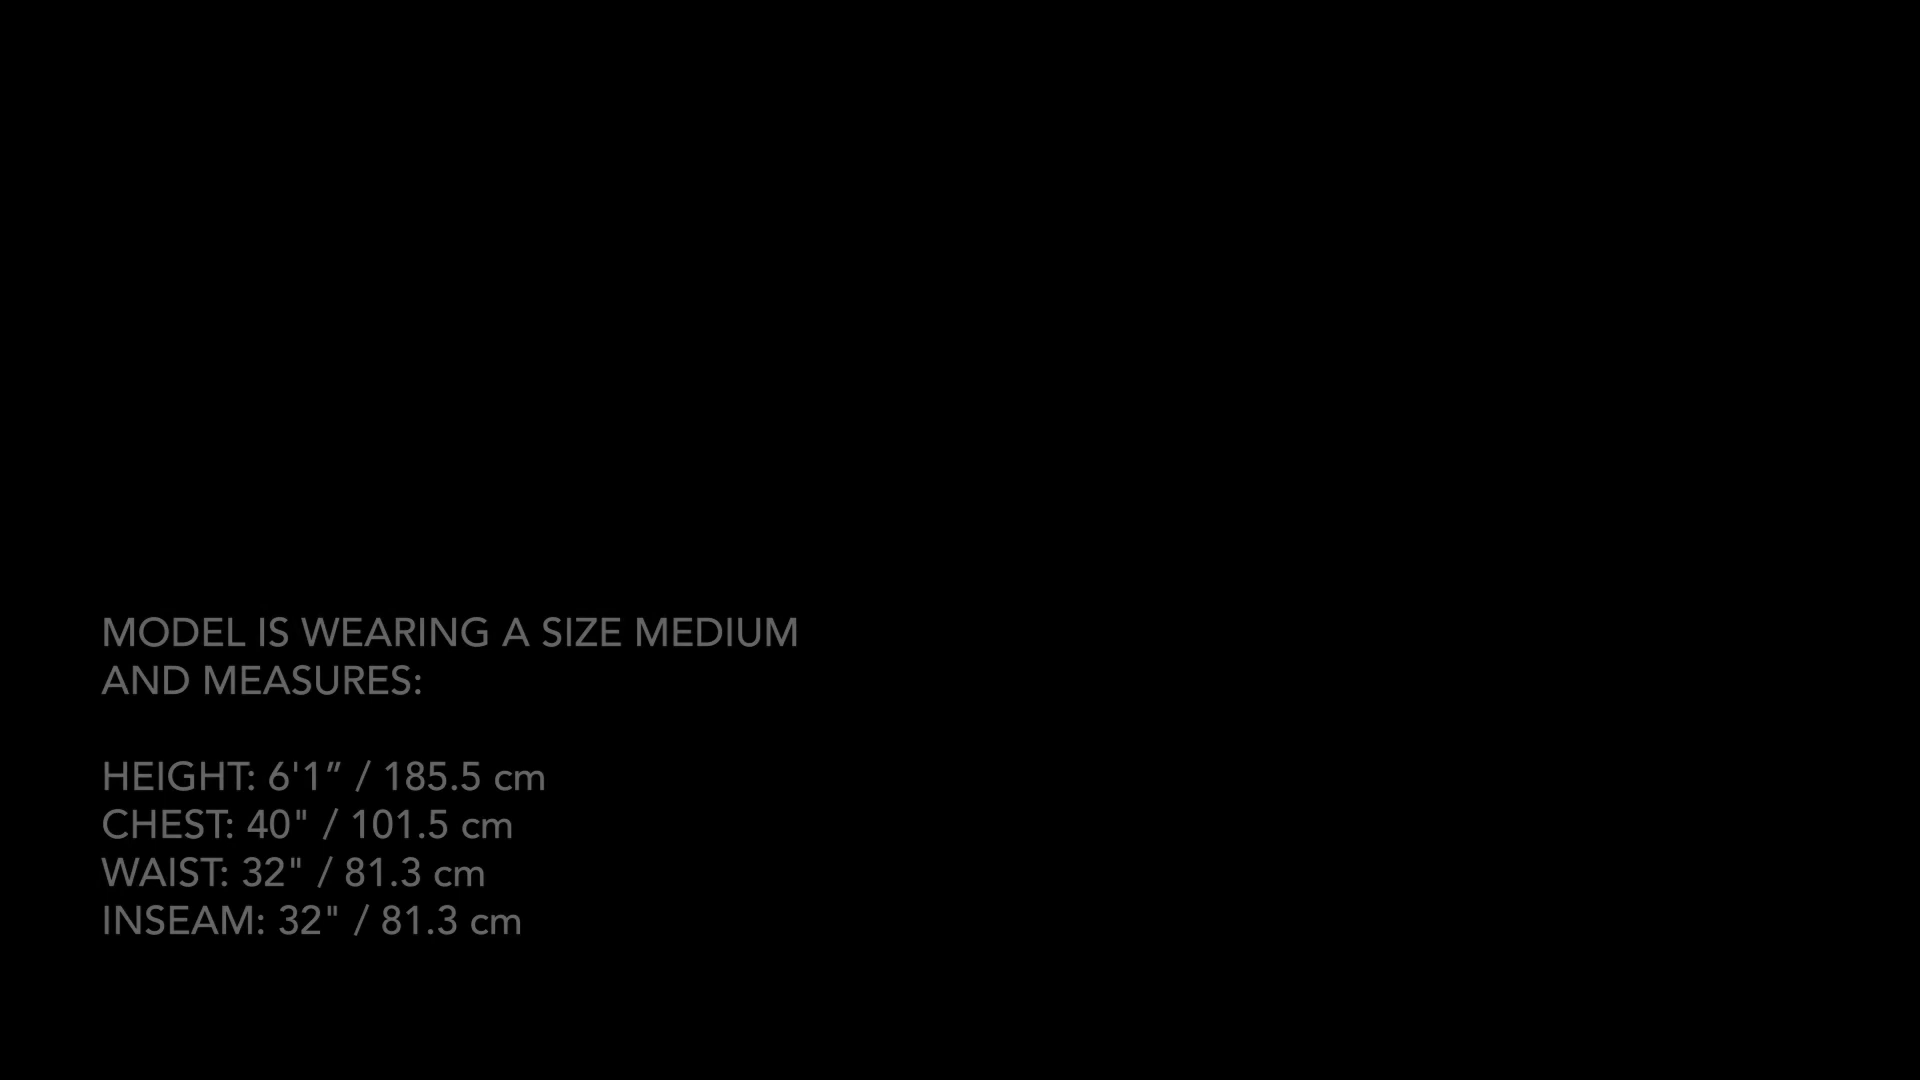 MODEL IS WEARING A SIZE MEDIUM
AND MEASURES:
HEIGHT: 6'1” / 185.5 cm
CHEST: 40" / 101.5 cm
WAIST: 32" / 81.3 cm
INSEAM: 32" / 81.3 cm